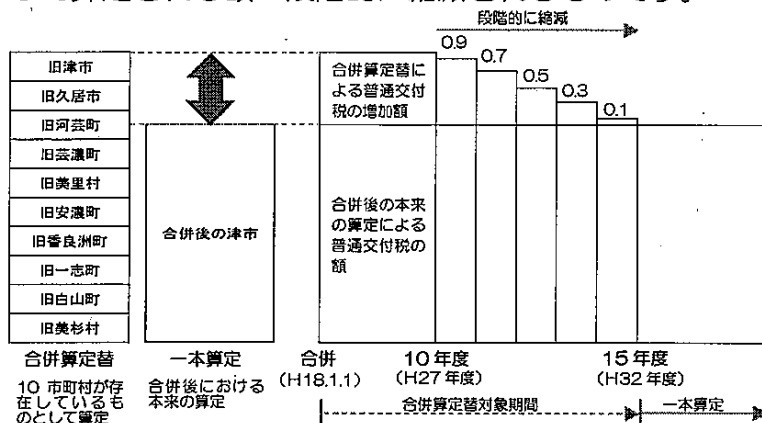 段階的に縮減
0.9
0.7
0.5
0.3
0.1
旧津市
旧久居市
旧河芸町
旧芸濃町
旧美里村
旧安濃町
旧香良洲町
旧一志町
旧白山町
旧美杉村
合併後の津市
合併算定替に
よる普通交付
税の増加額
合併後の本来
の算定による
普通交付税の
額
合併算定替
10 市町村が存
在しているも
のとして算定
一本算定
合併後における
本来の算定
合併
(H18.1.1)
10 年度
(H27 年度)
15 年度
(H32 年度)
合併算定替対象期間
一本算定